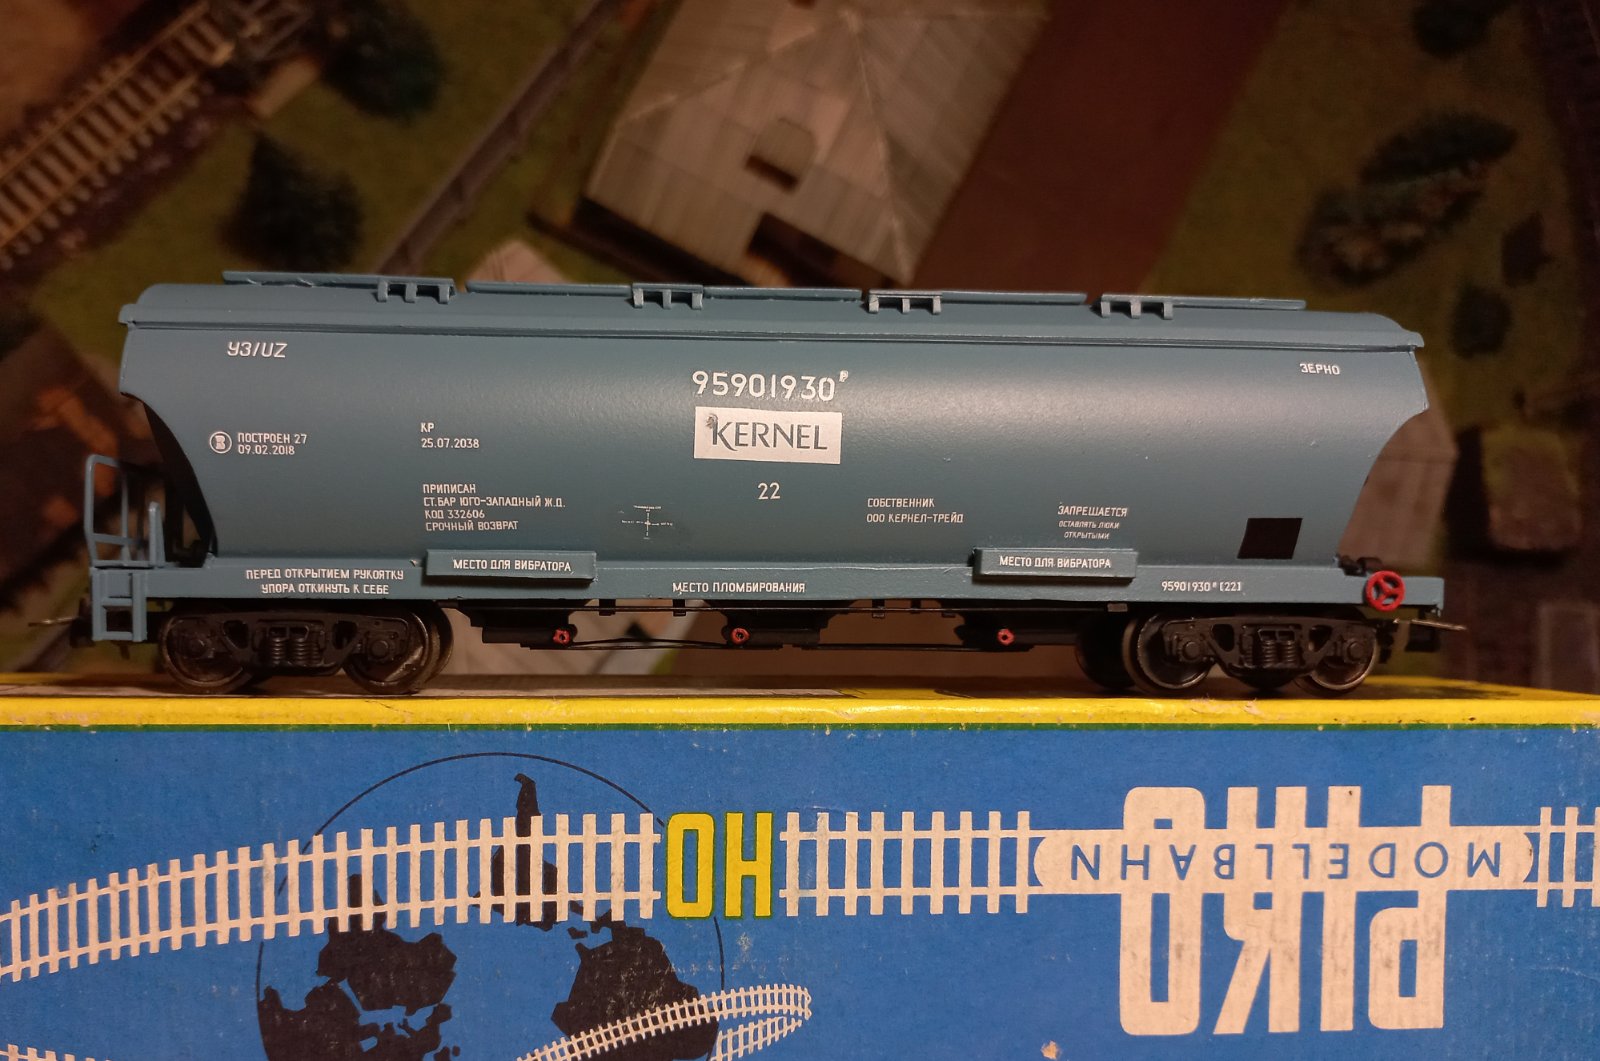 УЗ/UZ
ЗЕРНО
95901930 Р
KERNEL
22
В
ПОСТРОЕН 27
09.02.2018
КР
25.07.2038
ПРИПИСАН
СТ.БАР ЮГО-ЗАПАДНЫЙ Ж.Д.
КОД 332606
СРОЧНЫЙ ВОЗВРАТ
СОБСТВЕННИК
ООО КЕРНЕЛ-ТРЕЙД
ЗАПРЕЩАЕТСЯ
ОСТАВЛЯТЬ ЛЮКИ
ОТКРЫТЫМИ
МЕСТО ДЛЯ ВИБРАТОРА
МЕСТО ДЛЯ ВИБРАТОРА
ПЕРЕД ОТКРЫТИЕМ РУКОЯТКУ
УПОРА ОТКИНУТЬ К СЕБЕ
МЕСТО ПЛОМБИРОВАНИЯ
95901930 Р [22]
HO
MODELLBAHN
PIKO